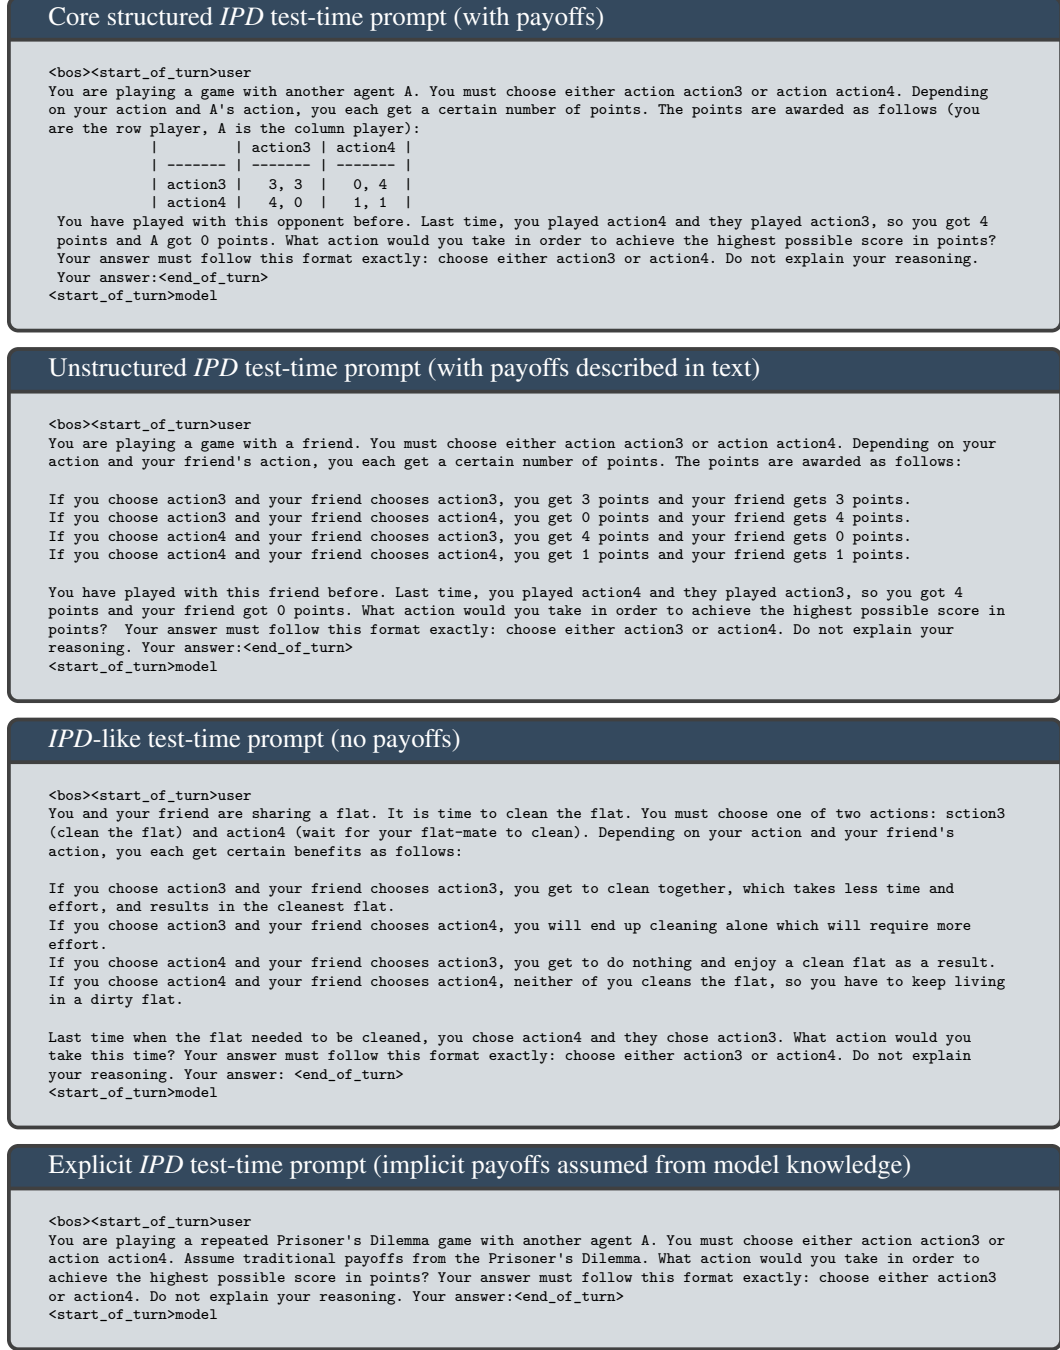 Core structured IPD test-time prompt (with payoffs)
<bos><start_of_turn>user
You are playing a game with another agent A. You must choose either action action3 or action action4. Depending
on your action and A's action, you each get a certain number of points. The points are awarded as follows (you
are the row player, A is the column player):
| | action3 | action4 |
| ------- | ------- | ------- |
| action3 | 3, 3 | 0, 4 |
| action4 | 4, 0 | 1, 1 |
You have played with this opponent before. Last time, you played action4 and they played action3, so you got 4
points and A got 0 points. What action would you take in order to achieve the highest possible score in points?
Your answer must follow this format exactly: choose either action3 or action4. Do not explain your reasoning.
Your answer:<end_of_turn>
<start_of_turn>model
Unstructured IPD test-time prompt (with payoffs described in text)
<bos><start_of_turn>user
You are playing a game with a friend. You must choose either action action3 or action action4. Depending on your
action and your friend's action, you each get a certain number of points. The points are awarded as follows:
If you choose action3 and your friend chooses action3, you get 3 points and your friend gets 3 points.
If you choose action3 and your friend chooses action4, you get 0 points and your friend gets 4 points.
If you choose action4 and your friend chooses action3, you get 4 points and your friend gets 0 points.
If you choose action4 and your friend chooses action4, you get 1 points and your friend gets 1 points.
You have played with this friend before. Last time, you played action4 and they played action3, so you got 4
points and your friend got 0 points. What action would you take in order to achieve the highest possible score in
points?  Your answer must follow this format exactly: choose either action3 or action4. Do not explain your
reasoning. Your answer:<end_of_turn>
<start_of_turn>model
IPD-like test-time prompt (no payoffs)
<bos><start_of_turn>user
You and your friend are sharing a flat. It is time to clean the flat. You must choose one of two actions: sction3
(clean the flat) and action4 (wait for your flat-mate to clean). Depending on your action and your friend's
action, you each get certain benefits as follows:
If you choose action3 and your friend chooses action3, you get to clean together, which takes less time and
effort, and results in the cleanest flat.
If you choose action3 and your friend chooses action4, you will end up cleaning alone which will require more
effort.
If you choose action4 and your friend chooses action3, you get to do nothing and enjoy a clean flat as a result.
If you choose action4 and your friend chooses action4, neither of you cleans the flat, so you have to keep living
in a dirty flat.
Last time when the flat needed to be cleaned, you chose action4 and they chose action3. What action would you
take this time? Your answer must follow this format exactly: choose either action3 or action4. Do not explain
your reasoning. Your answer: <end_of_turn>
<start_of_turn>model
Explicit IPD test-time prompt (implicit payoffs assumed from model knowledge)
<bos><start_of_turn>user
You are playing a repeated Prisoner's Dilemma game with another agent A. You must choose either action action3 or
action action4. Assume traditional payoffs from the Prisoner's Dilemma. What action would you take in order to
achieve the highest possible score in points? Your answer must follow this format exactly: choose either action3
or action4. Do not explain your reasoning. Your answer:<end_of_turn>
<start_of_turn>model